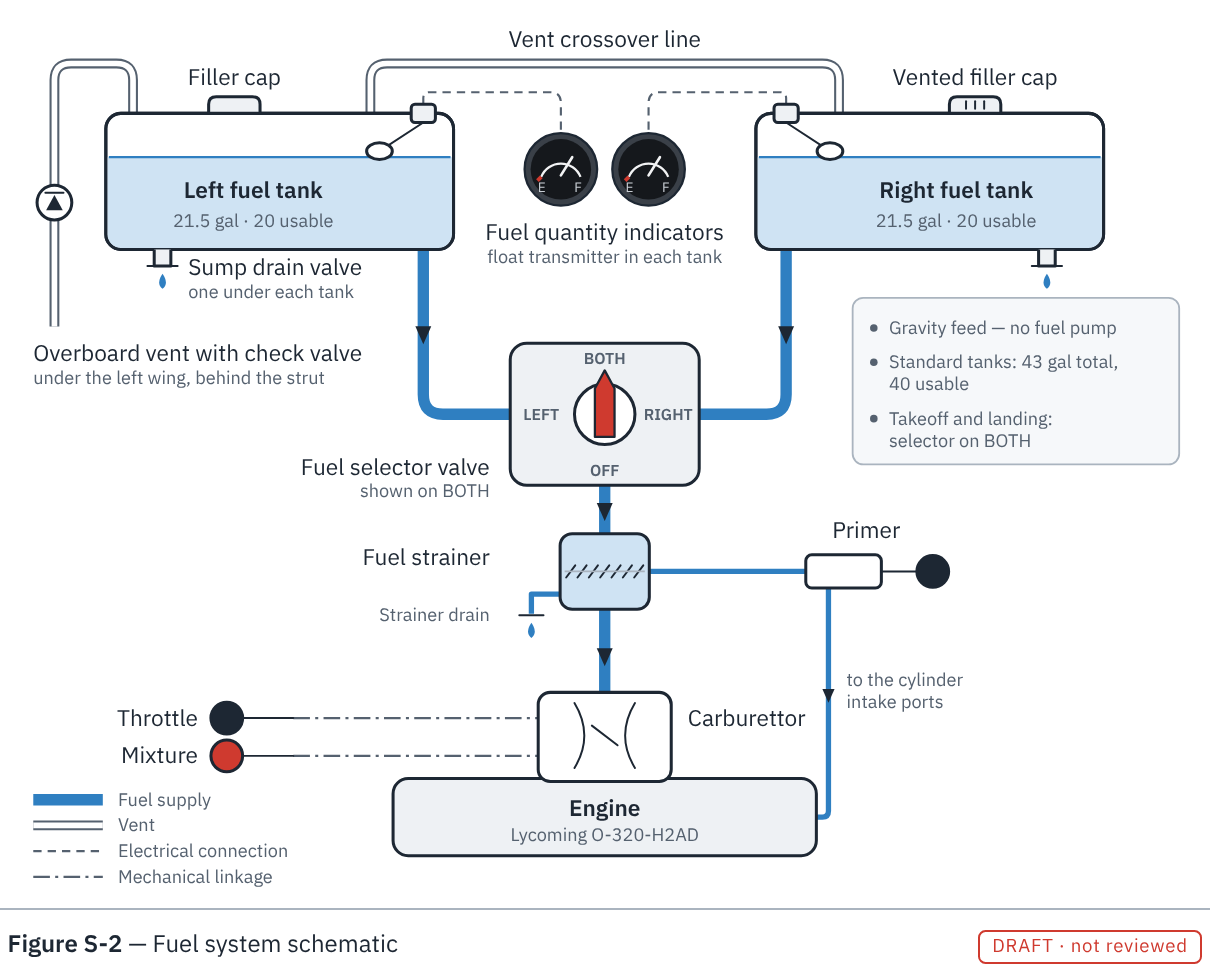 Vent crossover line
Filler cap
Vented filler cap
E F
E F
Left fuel tank
21.5 gal · 20 usable
Right fuel tank
21.5 gal · 20 usable
Fuel quantity indicators
float transmitter in each tank
Sump drain valve
one under each tank
Overboard vent with check valve
under the left wing, behind the strut
Gravity feed — no fuel pump
Standard tanks: 43 gal total,
40 usable
Takeoff and landing:
selector on BOTH
BOTH
LEFT
RIGHT
OFF
Fuel selector valve
shown on BOTH
Primer
Fuel strainer
Strainer drain
to the cylinder
intake ports
Throttle
Mixture
Carburettor
Engine
Lycoming O-320-H2AD
Fuel supply
Vent
Electrical connection
Mechanical linkage
Figure S-2 — Fuel system schematic
DRAFT · not reviewed